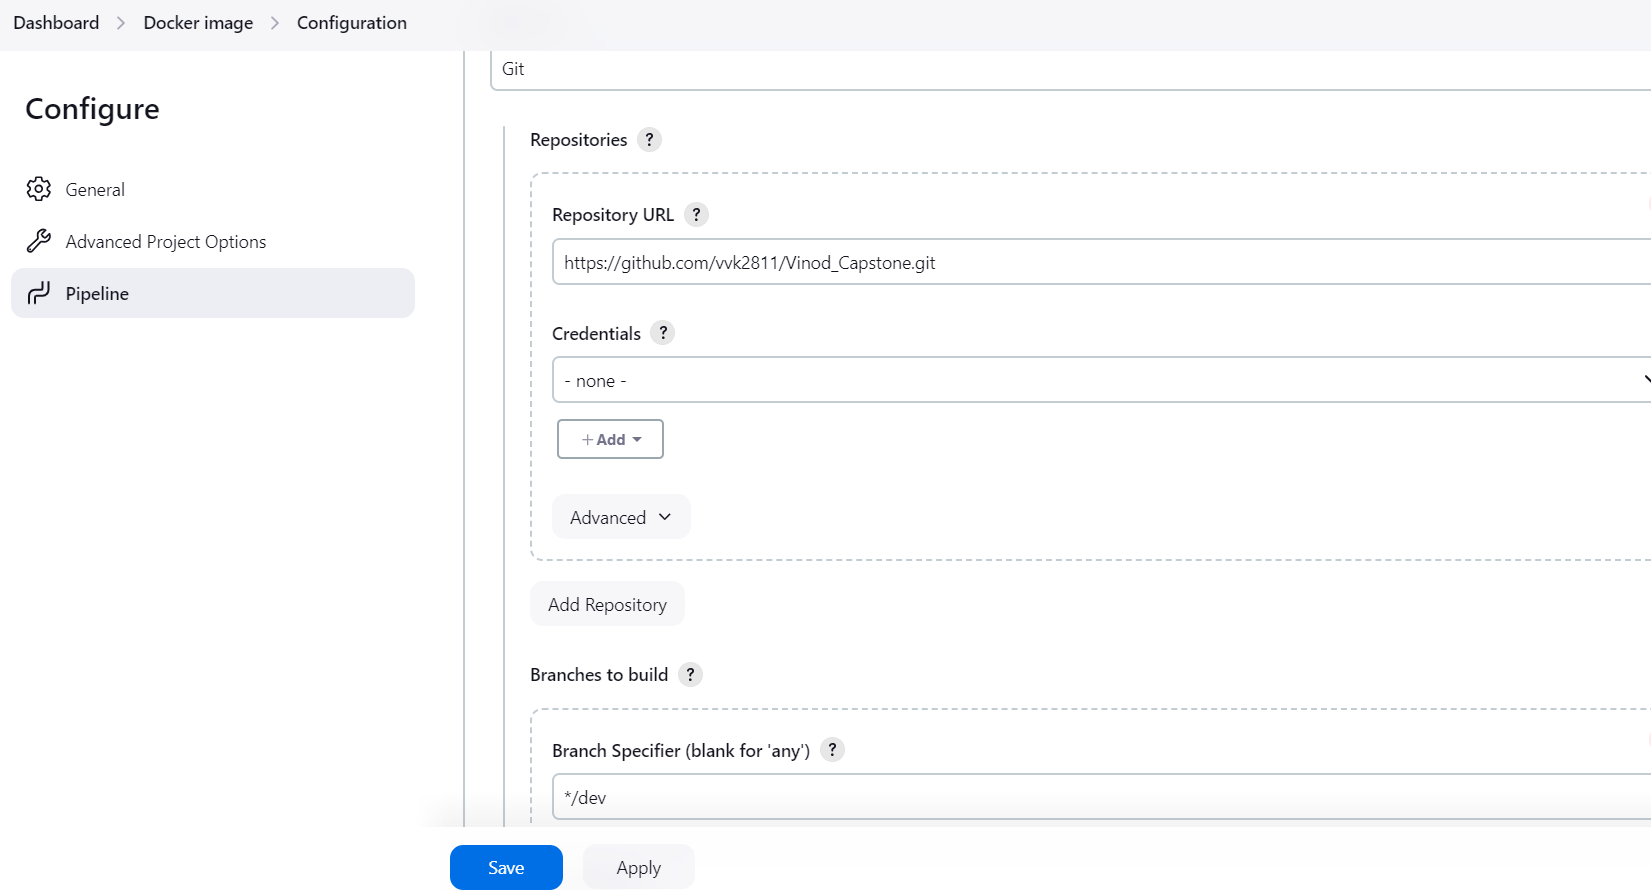 Dashboard > Docker image > Configuration
Configure
General
Advanced Project Options
Pipeline
Git
Repositories ?
Repository URL ?
https://github.com/vvk2811/Vinod_Capstone.git
Credentials ?
- none -
+ Add
Advanced
Add Repository
Branches to build ?
Branch Specifier (blank for 'any') ?
*/dev
Save
Apply